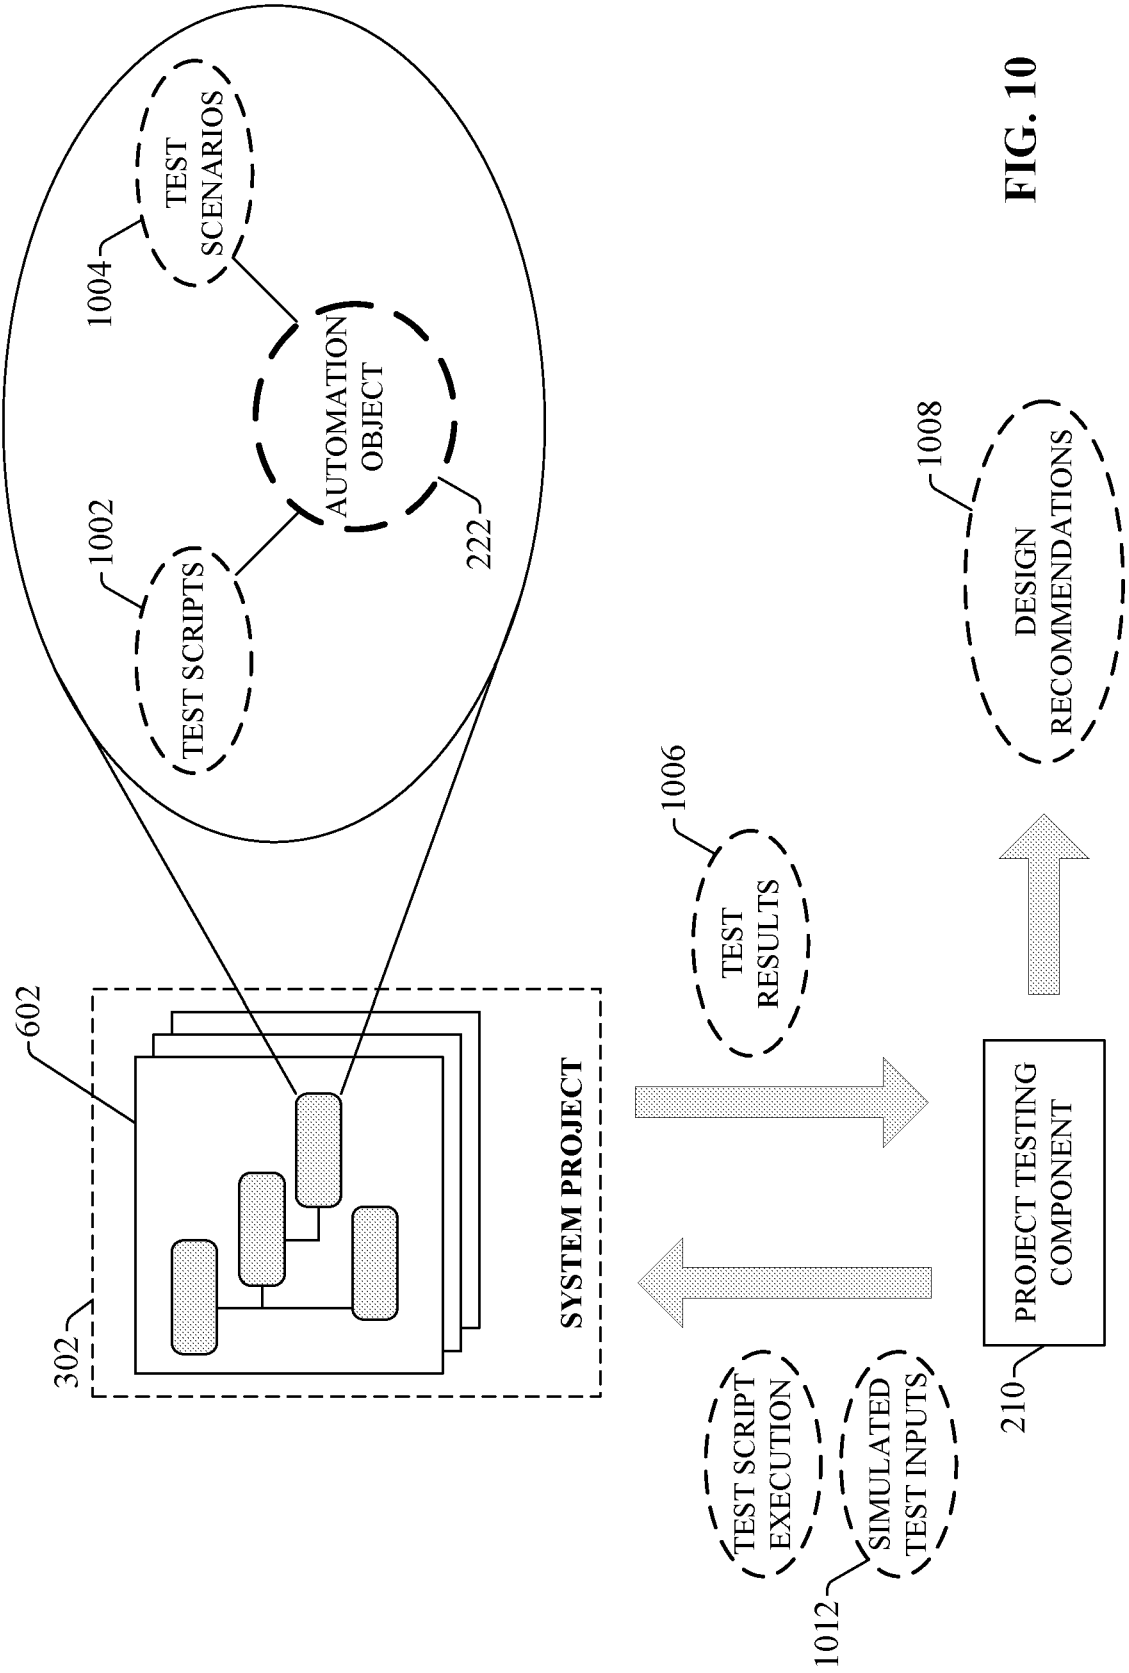 302
602
SYSTEM PROJECT
TEST SCRIPTS
1002
TEST
SCENARIOS
1004
AUTOMATION
OBJECT
222
TEST SCRIPT
EXECUTION
SIMULATED
TEST INPUTS
1012
TEST
RESULTS
1006
PROJECT TESTING
COMPONENT
210
DESIGN
RECOMMENDATIONS
1008
FIG. 10